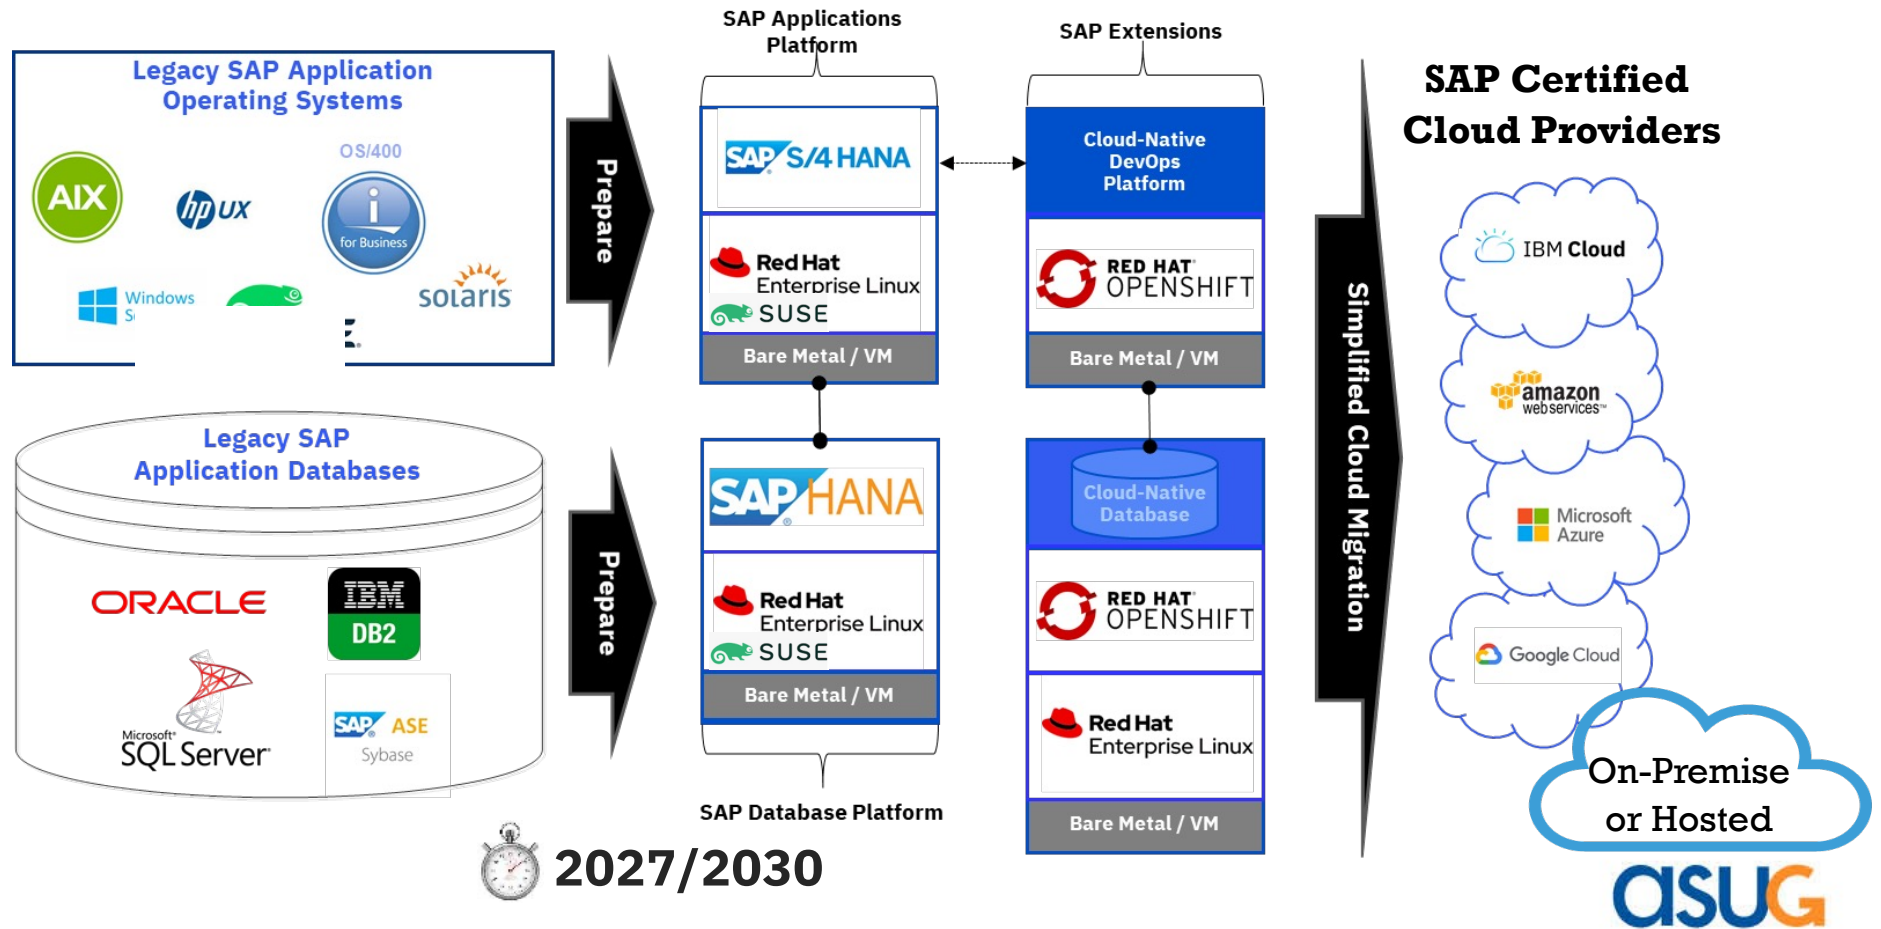 SAP Applications
Platform
SAP Extensions
Legacy SAP Application
Operating Systems
AIX
hp UX
OS/400
i
for Business
Windows
S
solaris
Prepare
SAP S/4 HANA
Red Hat
Enterprise Linux
SUSE
Bare Metal / VM
Cloud-Native
DevOps
Platform
RED HAT®
OPENSHIFT
Bare Metal / VM
Legacy SAP
Application Databases
ORACLE
IBM
DB2
Microsoft®
SQL Server®
SAP ASE
Sybase
Prepare
SAP® HANA
Red Hat
Enterprise Linux
SUSE
Bare Metal / VM
SAP Database Platform
Cloud-Native
Database
RED HAT®
OPENSHIFT
Red Hat
Enterprise Linux
Bare Metal / VM
2027/2030
Simplified Cloud Migration
SAP Certified
Cloud Providers
IBM Cloud
amazon
webservices™
Microsoft
Azure
Google Cloud
On-Premise
or Hosted
asug